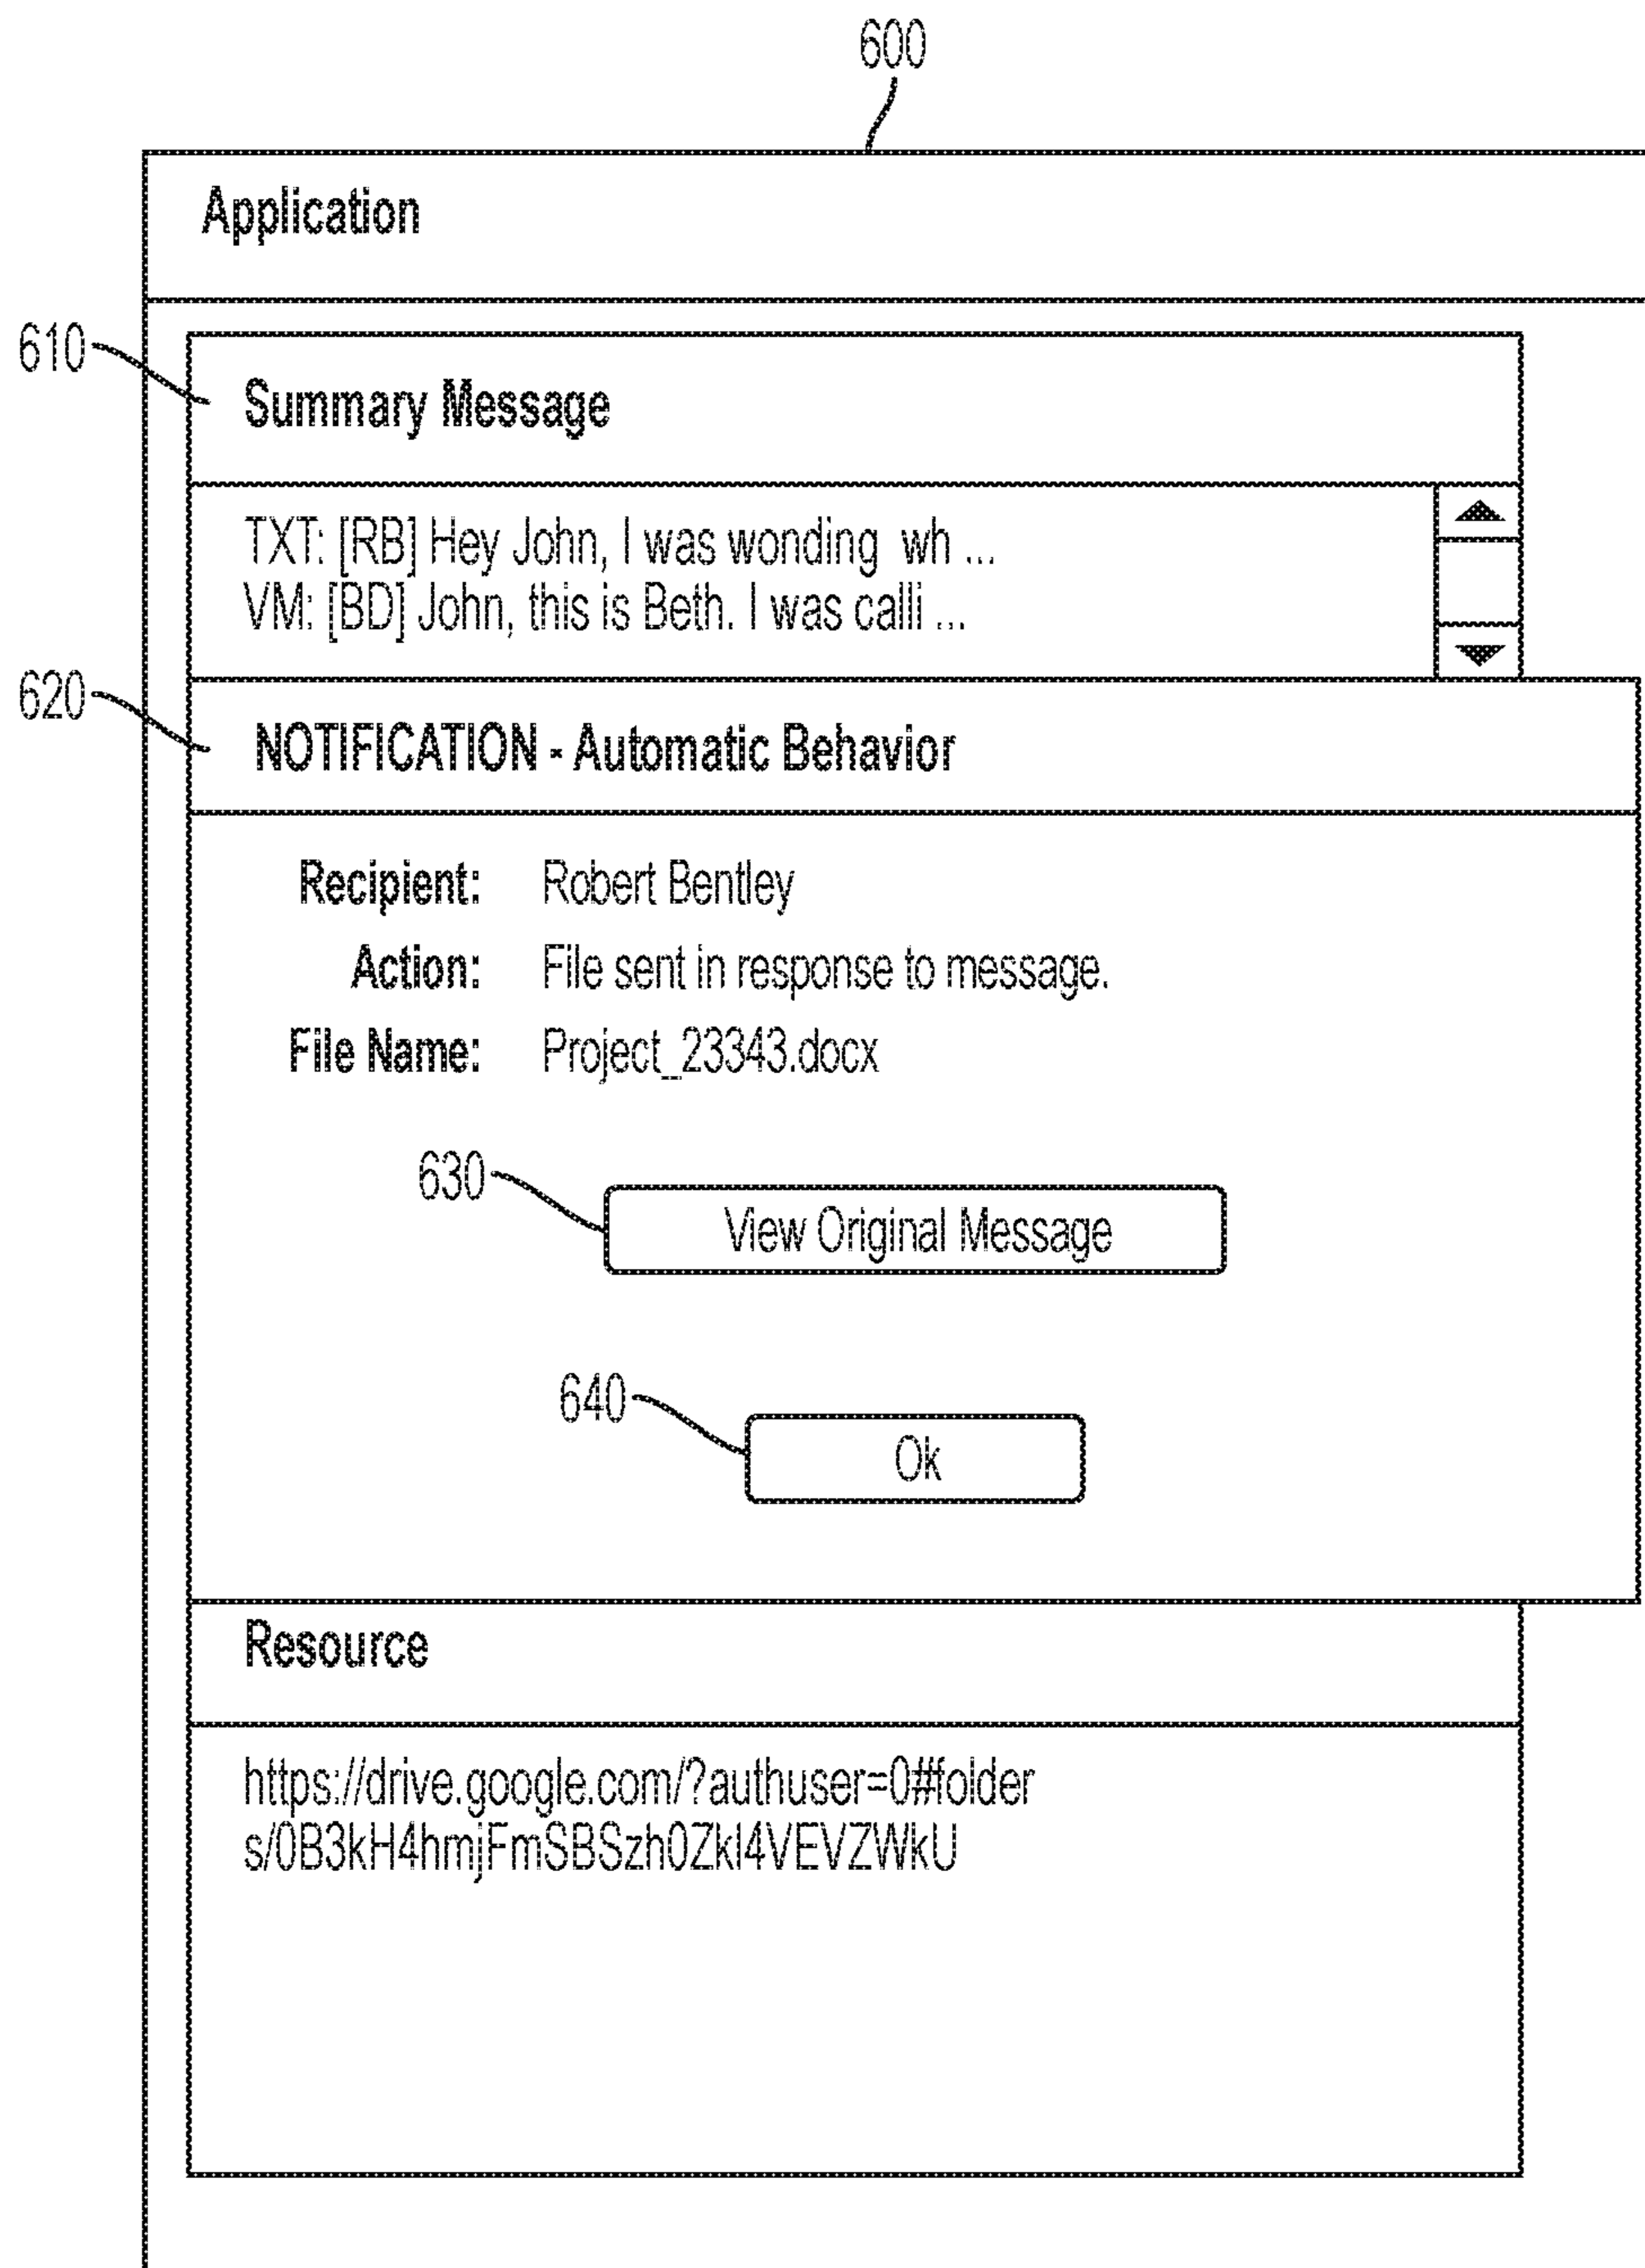 600
Application
610
Summary Message
TXT: [RB] Hey John, I was wonding wh ...
VM: [BD] John, this is Beth. I was calli ...
620
NOTIFICATION - Automatic Behavior
Recipient: Robert Bentley
Action: File sent in response to message.
File Name: Project_23343.docx
630
View Original Message
640
Ok
Resource
https://drive.google.com/?authuser=0#folder
s/0B3kH4hmjFmSBSzh0Zkl4VEVZWkU